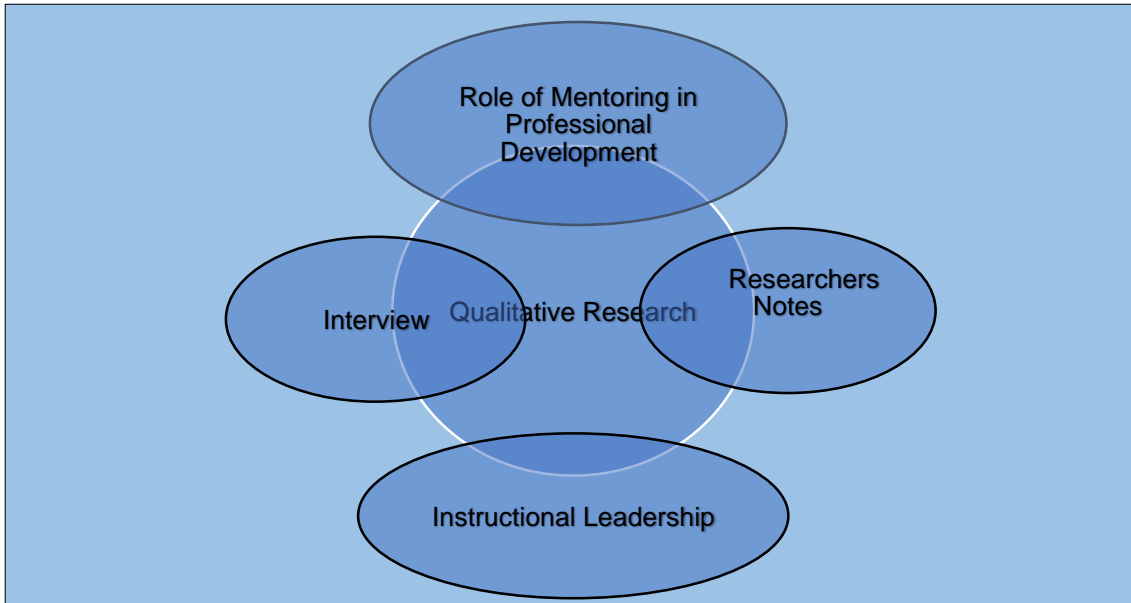 Role of Mentoring in
Professional
Development
Researchers
Notes
Interview
Qualitative Research
Instructional Leadership